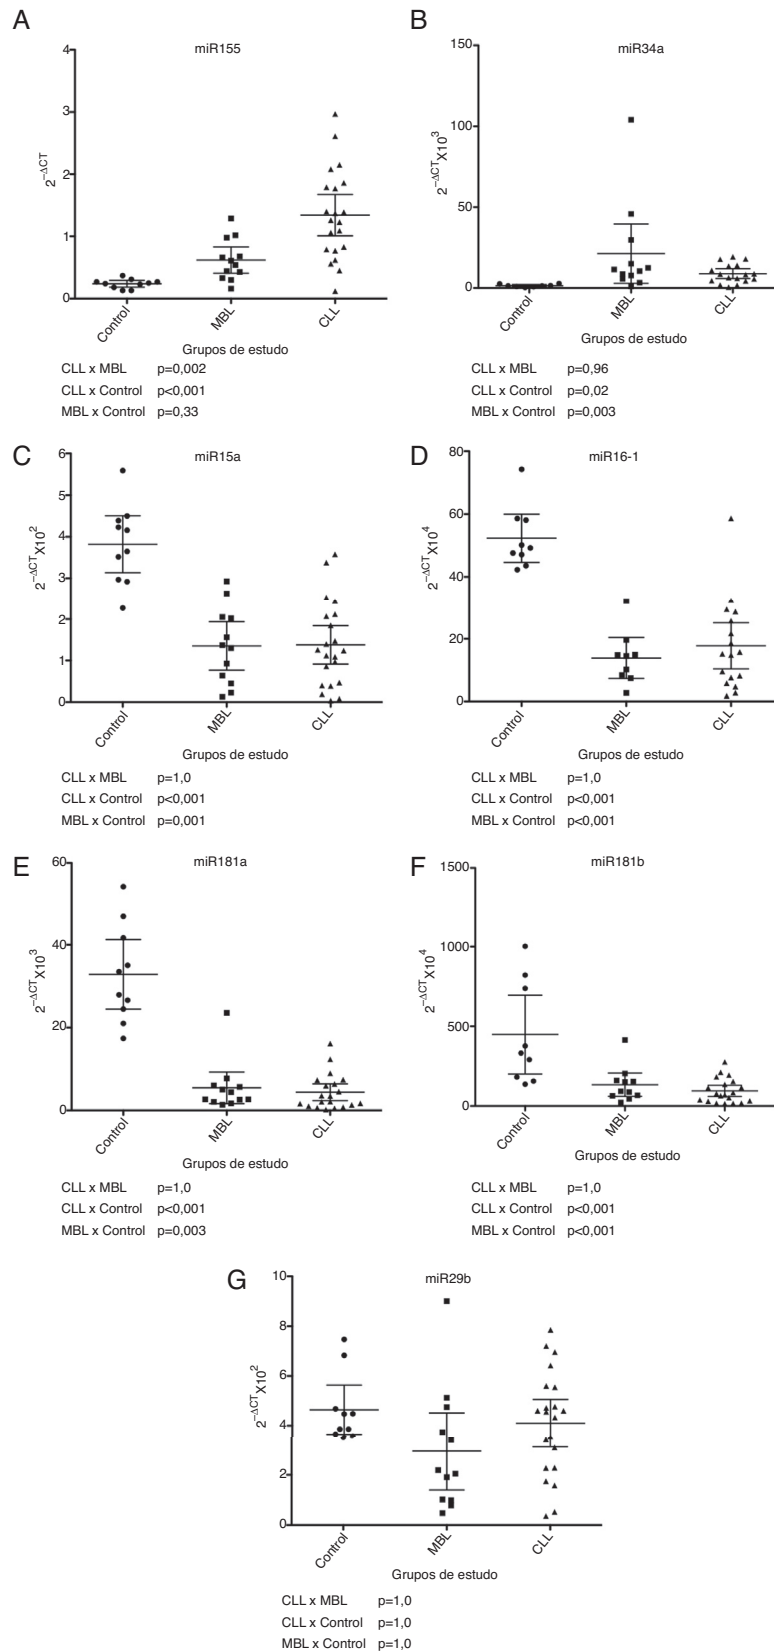 A
miR155
4
3
2
1
0
2^−ΔCT
Control
MBL
CLL
Grupos de estudo
CLL x MBL p=0,002
CLL x Control p<0,001
MBL x Control p=0,33
B
miR34a
150
100
50
0
2^−ΔCT X10^3
Control
MBL
CLL
Grupos de estudo
CLL x MBL p=0,96
CLL x Control p=0,02
MBL x Control p=0,003
C
miR15a
6
5
4
3
2
1
0
2^−ΔCT X10^2
Control
MBL
CLL
Grupos de estudo
CLL x MBL p=1,0
CLL x Control p<0,001
MBL x Control p=0,001
D
miR16-1
80
60
40
20
0
2^−ΔCT X10^4
Control
MBL
CLL
Grupos de estudo
CLL x MBL p=1,0
CLL x Control p<0,001
MBL x Control p<0,001
E
miR181a
60
40
20
0
2^−ΔCT X10^3
Control
MBL
CLL
Grupos de estudo
CLL x MBL p=1,0
CLL x Control p<0,001
MBL x Control p=0,003
F
miR181b
1500
1000
500
0
2^−ΔCT X10^4
Control
MBL
CLL
Grupos de estudo
CLL x MBL p=1,0
CLL x Control p<0,001
MBL x Control p<0,001
G
miR29b
10
8
6
4
2
0
2^−ΔCT X10^2
Control
MBL
CLL
Grupos de estudo
CLL x MBL p=1,0
CLL x Control p=1,0
MBL x Control p=1,0